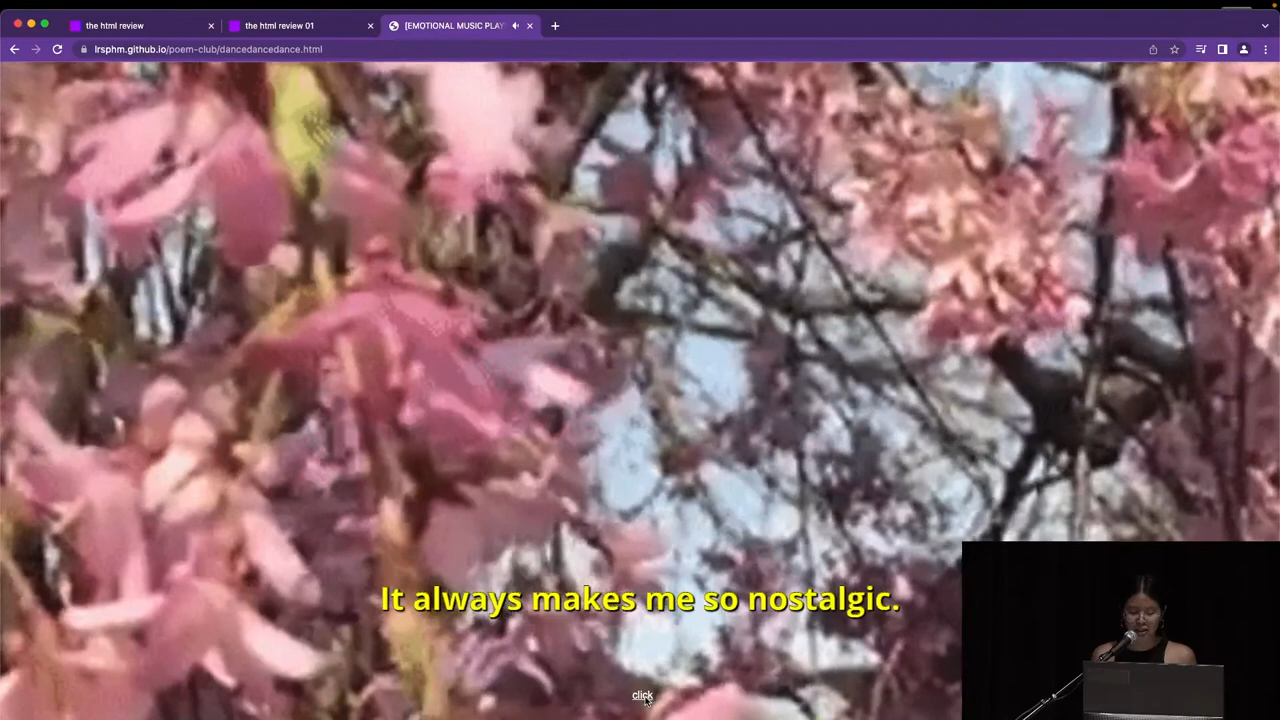 the html review
the html review 01
[EMOTIONAL MUSIC PLAY
lrsphm.github.io/poem-club/dancedancedance.html
It always makes me so nostalgic.
click